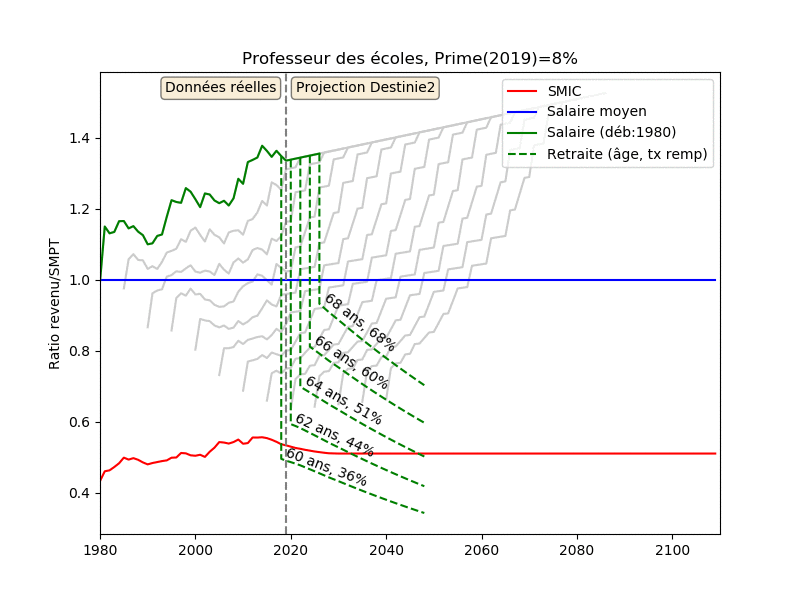 Professeur des écoles, Prime(2019)=8%
Données réelles
Projection Destinie2
SMIC
Salaire moyen
Salaire (déb:1980)
Retraite (âge, tx remp)
Ratio revenu/SMPT
1.4
1.2
1.0
0.8
0.6
0.4
68 ans, 68%
66 ans, 60%
64 ans, 51%
62 ans, 44%
60 ans, 36%
1980
2000
2020
2040
2060
2080
2100